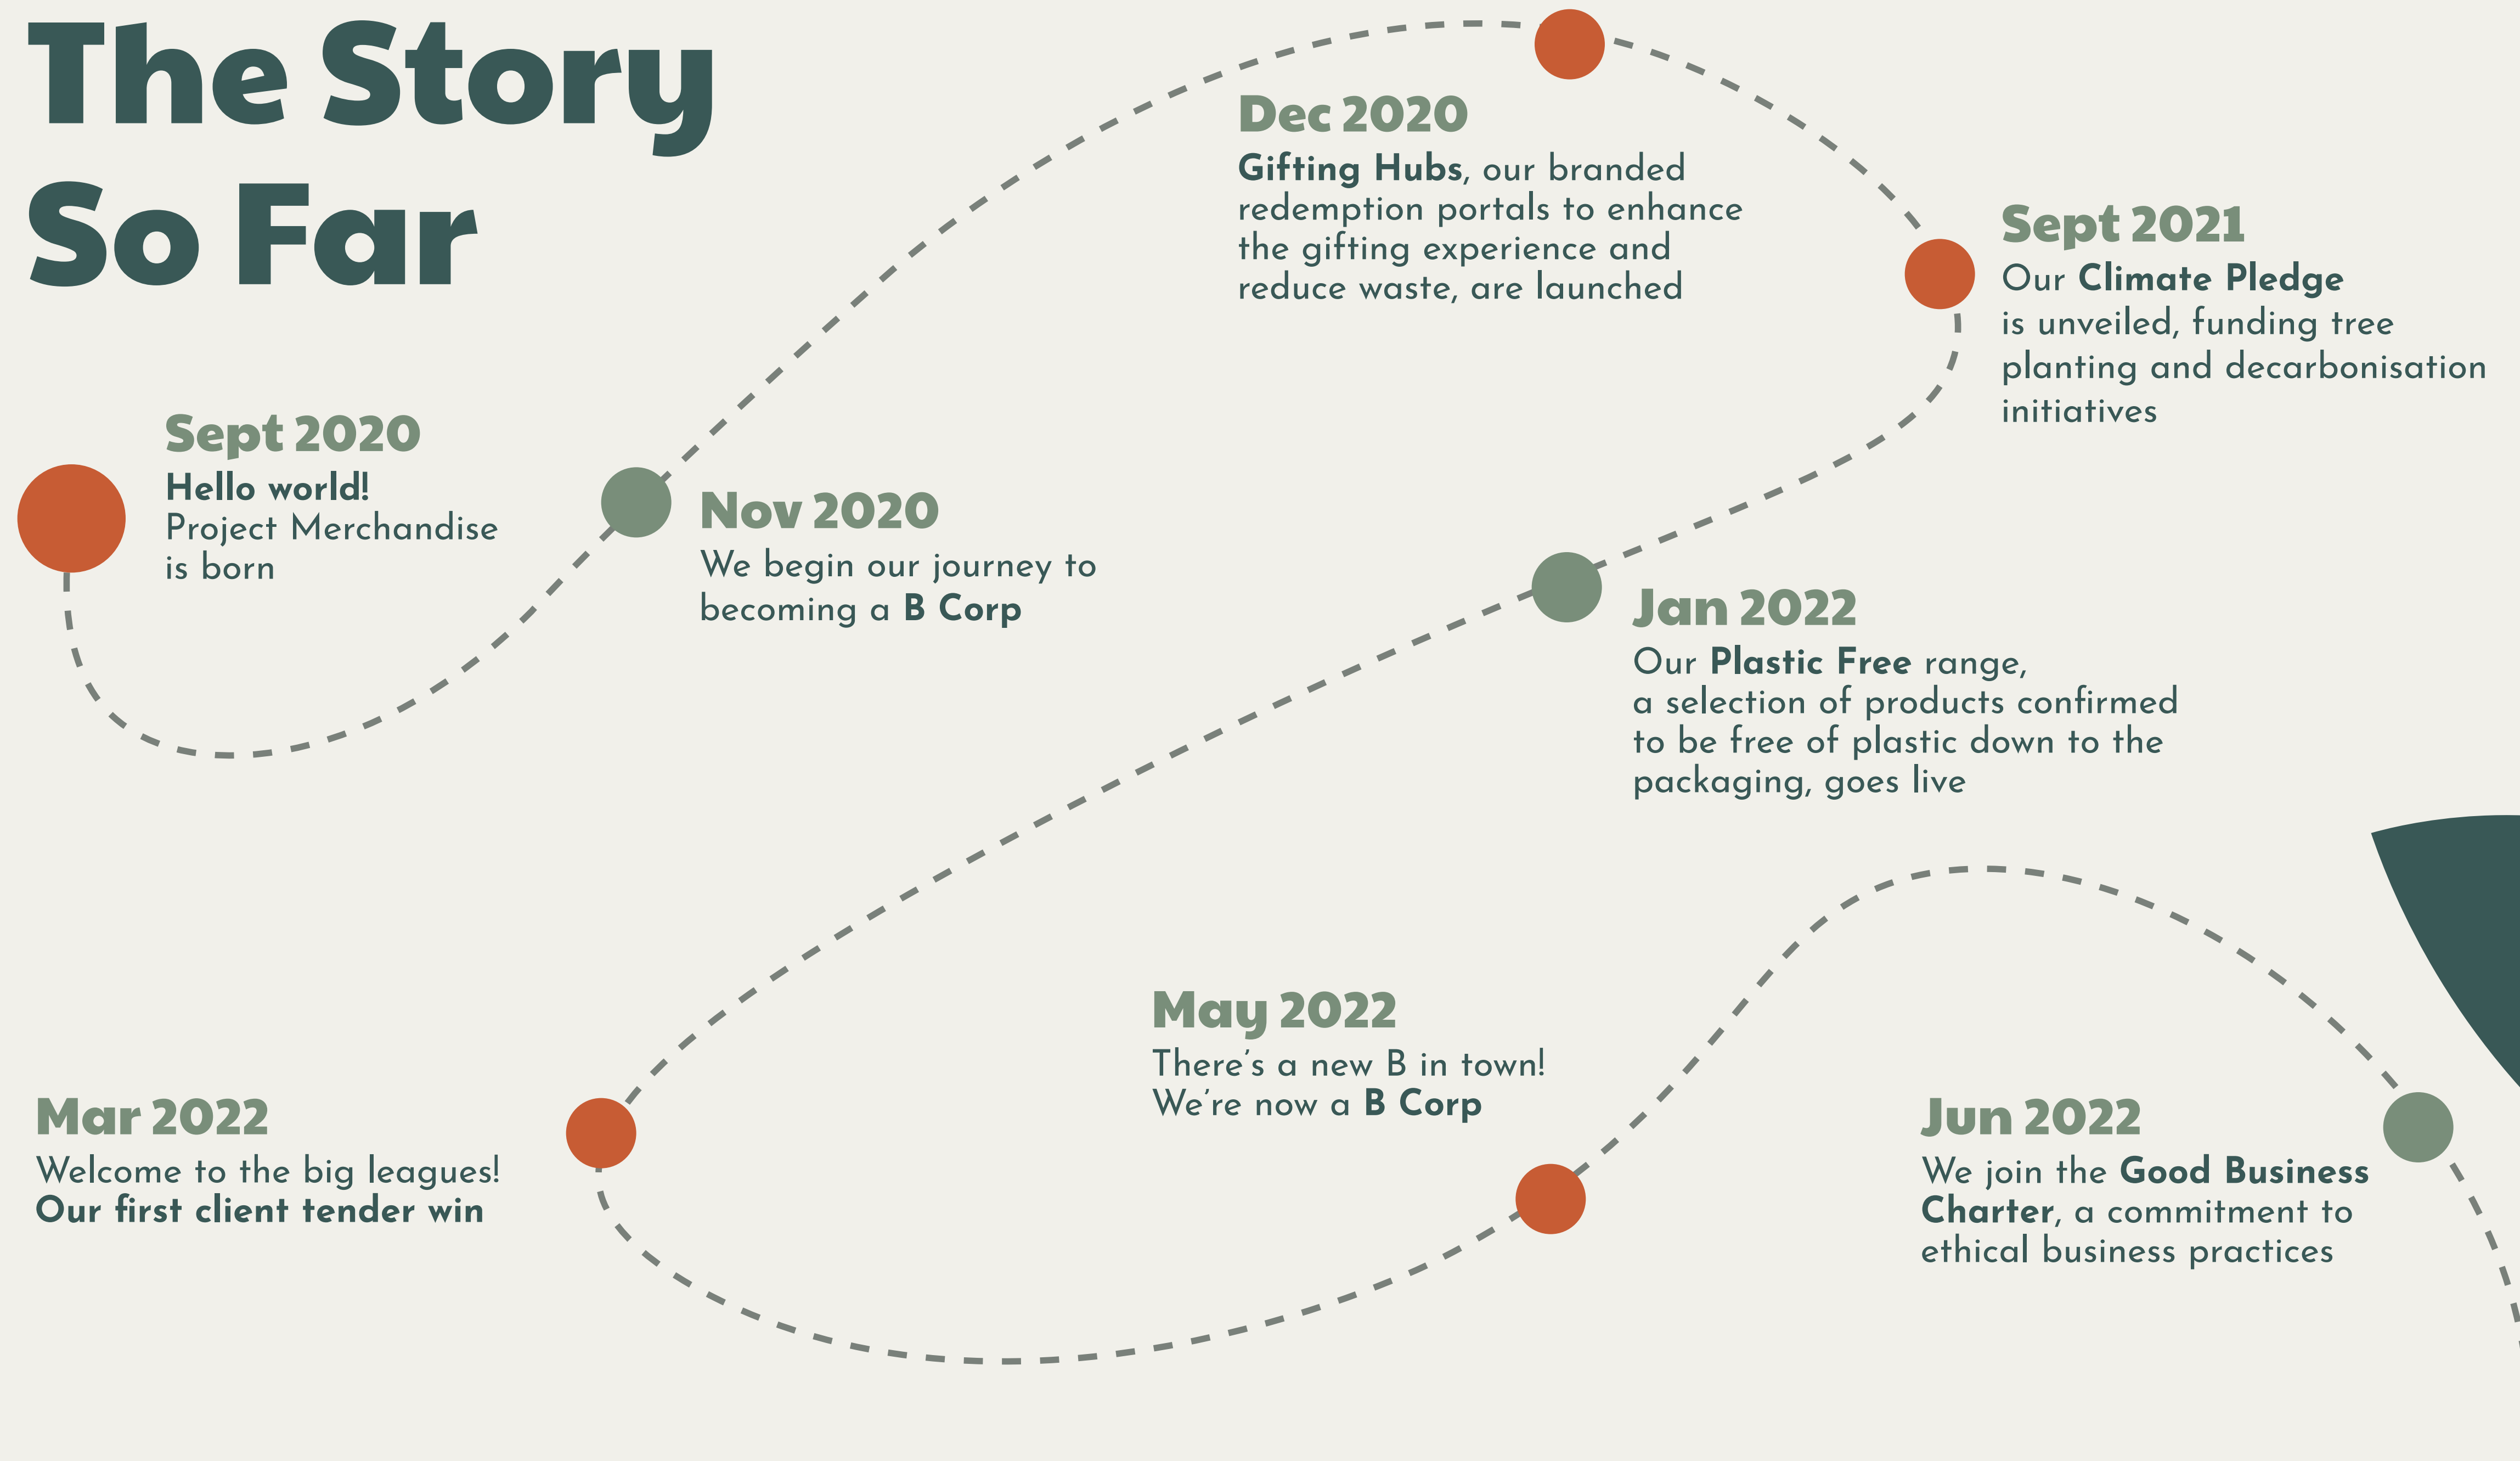 The Story
So Far
Sept 2020
Hello world!
Project Merchandise
is born
Nov 2020
We begin our journey to
becoming a B Corp
Dec 2020
Gifting Hubs, our branded
redemption portals to enhance
the gifting experience and
reduce waste, are launched
Sept 2021
Our Climate Pledge
is unveiled, funding tree
planting and decarbonisation
initiatives
Jan 2022
Our Plastic Free range,
a selection of products confirmed
to be free of plastic down to the
packaging, goes live
Mar 2022
Welcome to the big leagues!
Our first client tender win
May 2022
There's a new B in town!
We're now a B Corp
Jun 2022
We join the Good Business
Charter, a commitment to
ethical business practices